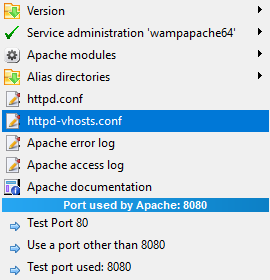 Version
Service administration 'wampapache64'
Apache modules
Alias directories
httpd.conf
httpd-vhosts.conf
Apache error log
Apache access log
Apache documentation
Port used by Apache: 8080
Test Port 80
Use a port other than 8080
Test port used: 8080